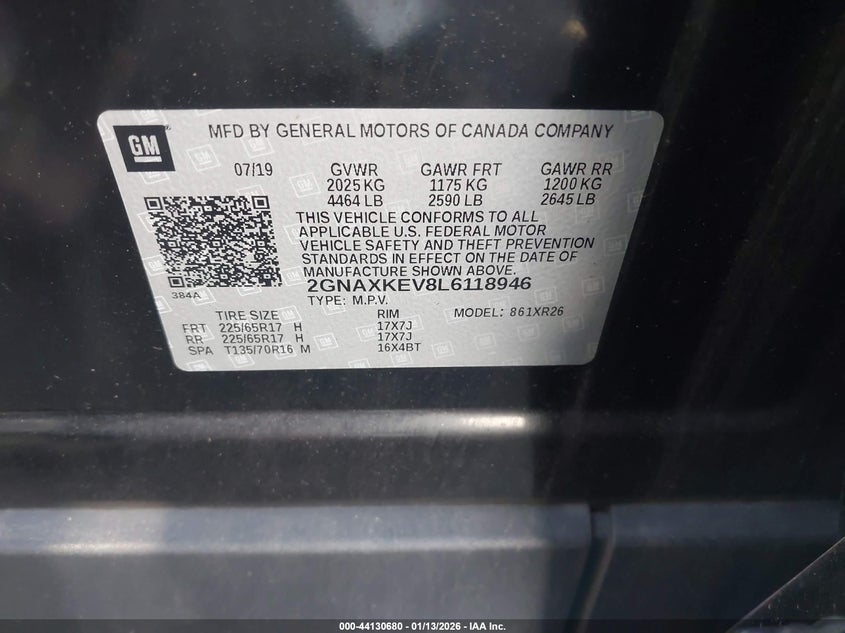 GM
MFD BY GENERAL MOTORS OF CANADA COMPANY
07/19 GVWR GAWR FRT GAWR RR
2025 KG 1175 KG 1200 KG
4464 LB 2590 LB 2645 LB
THIS VEHICLE CONFORMS TO ALL
APPLICABLE U.S. FEDERAL MOTOR
VEHICLE SAFETY AND THEFT PREVENTION
STANDARDS IN EFFECT ON THE DATE OF
MANUFACTURE SHOWN ABOVE.
384A
2GNAXKEV8L6118946
TYPE: M.P.V. MODEL: 861XR26
TIRE SIZE RIM
FRT 225/65R17 H 17X7J
RR 225/65R17 H 17X7J
SPA T135/70R16 M 16X4BT
000-44130680 - 01/13/2026 - IAA Inc.